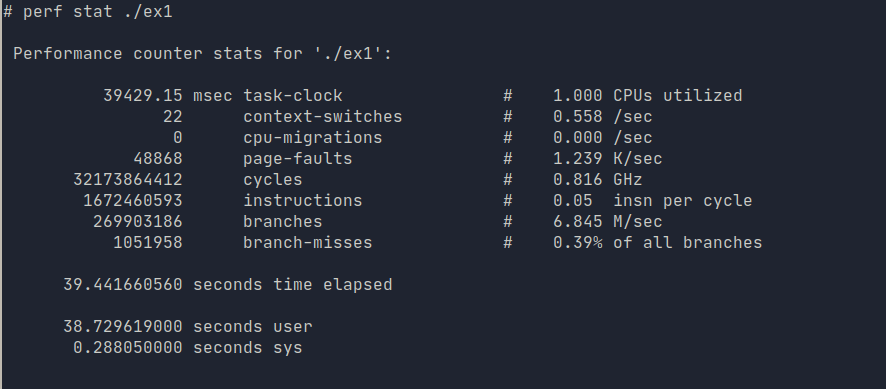 # perf stat ./ex1
Performance counter stats for './ex1':
39429.15 msec task-clock # 1.000 CPUs utilized
22 context-switches # 0.558 /sec
0 cpu-migrations # 0.000 /sec
48868 page-faults # 1.239 K/sec
32173864412 cycles # 0.816 GHz
1672460593 instructions # 0.05 insn per cycle
269903186 branches # 6.845 M/sec
1051958 branch-misses # 0.39% of all branches
39.441660560 seconds time elapsed
38.729619000 seconds user
0.288050000 seconds sys